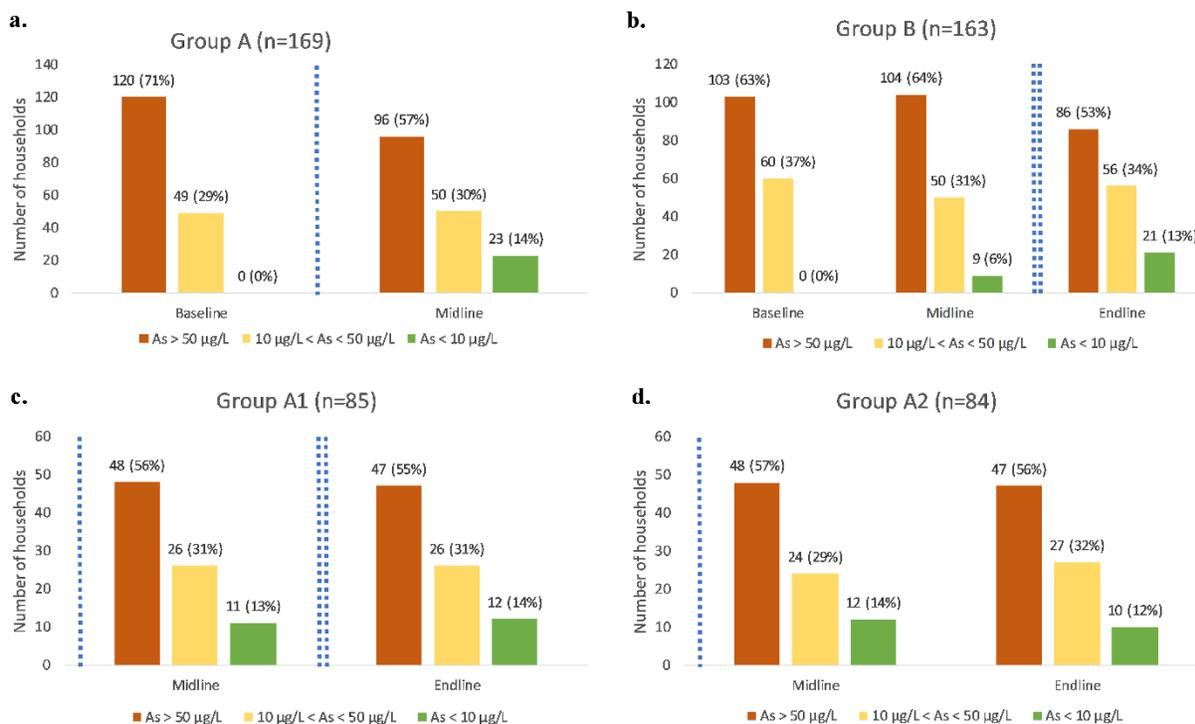 a.
Group A (n=169)
Number of households
140
120
100
80
60
40
20
0
120 (71%)
49 (29%)
0 (0%)
96 (57%)
50 (30%)
23 (14%)
Baseline
Midline
As > 50 µg/L
10 µg/L < As < 50 µg/L
As < 10 µg/L
b.
Group B (n=163)
Number of households
120
100
80
60
40
20
0
103 (63%)
60 (37%)
0 (0%)
104 (64%)
50 (31%)
9 (6%)
86 (53%)
56 (34%)
21 (13%)
Baseline
Midline
Endline
As > 50 µg/L
10 µg/L < As < 50 µg/L
As < 10 µg/L
c.
Group A1 (n=85)
Number of households
60
50
40
30
20
10
0
48 (56%)
26 (31%)
11 (13%)
47 (55%)
26 (31%)
12 (14%)
Midline
Endline
As > 50 µg/L
10 µg/L < As < 50 µg/L
As < 10 µg/L
d.
Group A2 (n=84)
Number of households
60
50
40
30
20
10
0
48 (57%)
24 (29%)
12 (14%)
47 (56%)
27 (32%)
10 (12%)
Midline
Endline
As > 50 µg/L
10 µg/L < As < 50 µg/L
As < 10 µg/L